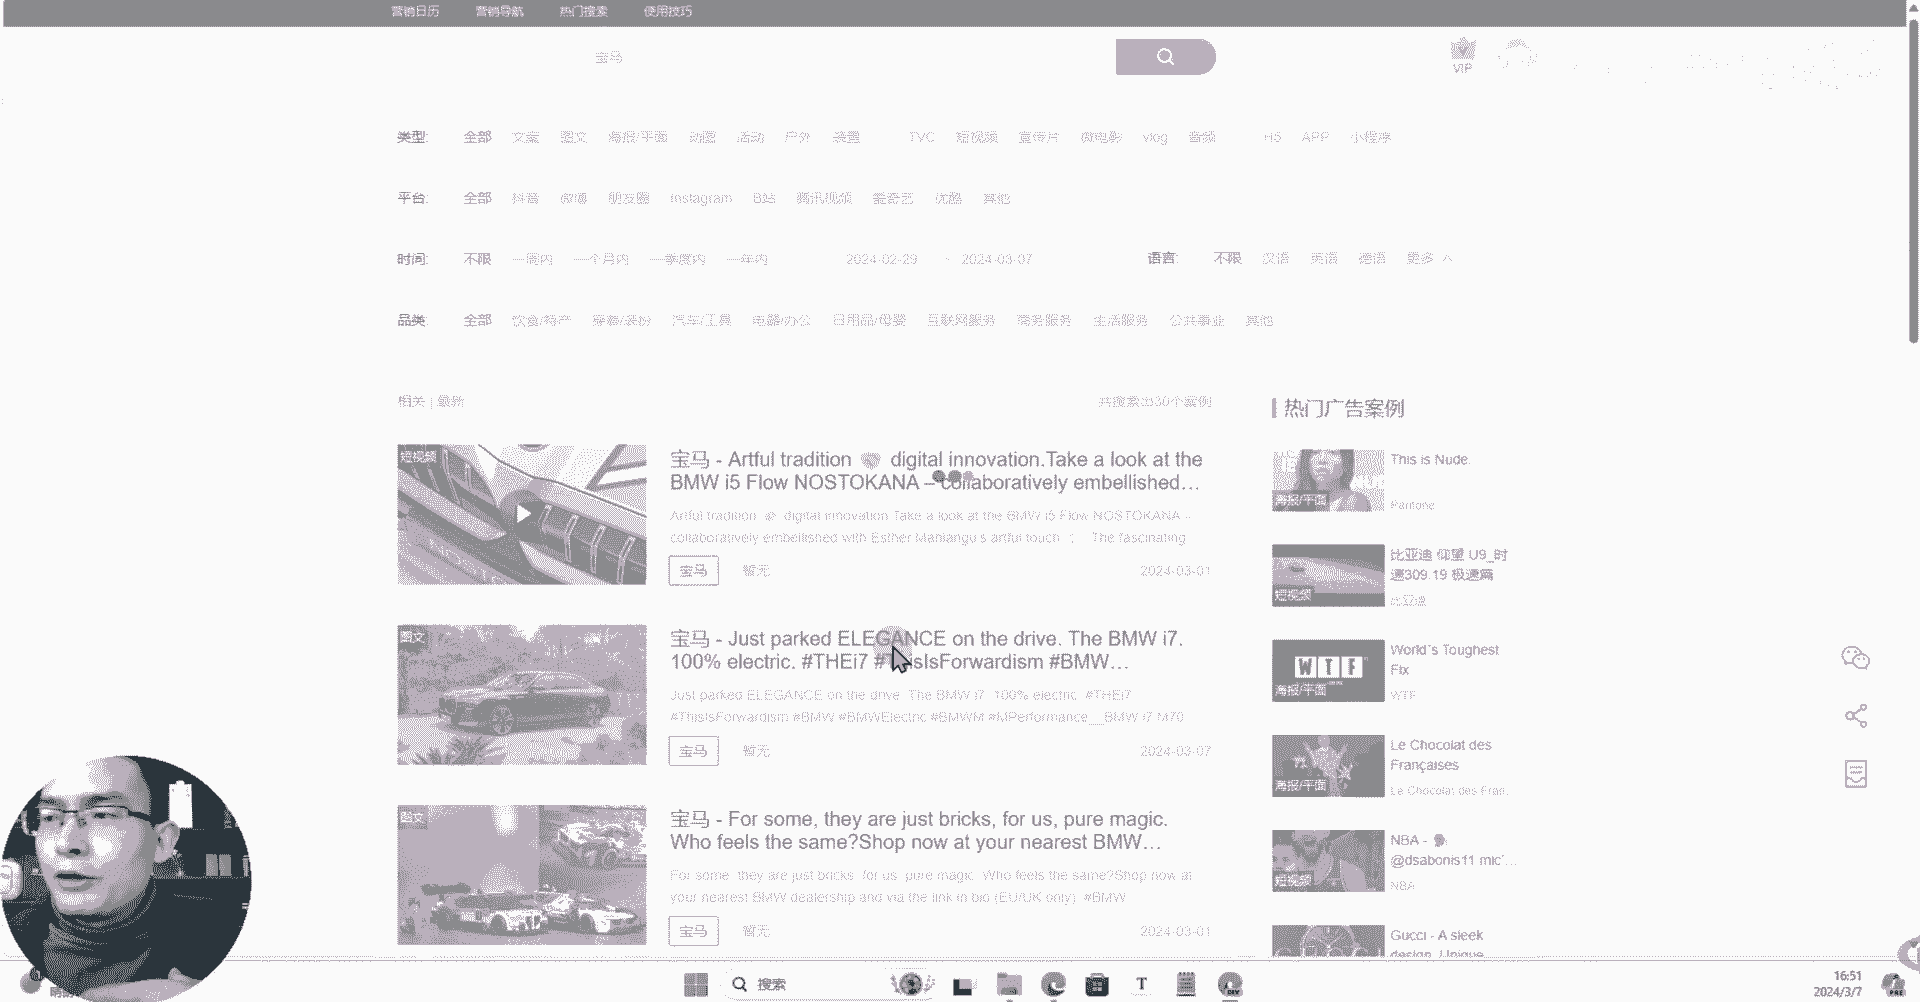 营销日历 营销导航 热门搜索 使用技巧
宝马
VIP
类型: 全部 文案 图文 海报/平面 动图 活动 户外 装置 TVC 短视频 宣传片 微电影 vlog 音频 H5 APP 小程序
平台: 全部 抖音 微博 朋友圈 Instagram B站 腾讯视频 爱奇艺 优酷 其他
时间: 不限 一周内 一个月内 一季度内 一年内 2024-02-29 - 2024-03-07 语言: 不限 汉语 英语 德语 更多
品类: 全部 饮食/特产 穿着/装扮 汽车/工具 电器/办公 日用品/母婴 互联网服务 商务服务 生活服务 公共事业 其他
相关 | 最新
共搜索出30个案例
短视频
宝马 - Artful tradition 🤝 digital innovation.Take a look at the
BMW i5 Flow NOSTOKANA – collaboratively embellished...
Artful tradition digital innovation.Take a look at the BMW i5 Flow NOSTOKANA –
collaboratively embellished with Esther Mahlangu's artful touch The fascinating
宝马 暂无 2024-03-01
图文
宝马 - Just parked ELEGANCE on the drive. The BMW i7.
100% electric. #THEi7 #ThisIsForwardism #BMW...
Just parked ELEGANCE on the drive. The BMW i7. 100% electric. #THEi7
#ThisIsForwardism #BMW #BMWElectric #BMWM #MPerformance__BMW i7 M70
宝马 暂无 2024-03-07
图文
宝马 - For some, they are just bricks, for us, pure magic.
Who feels the same?Shop now at your nearest BMW...
For some, they are just bricks, for us, pure magic. Who feels the same?Shop now at
your nearest BMW dealership and via the link in bio (EU/UK only). #BMW
宝马 暂无 2024-03-01
热门广告案例
海报/平面
This is Nude.
Pantone
短视频
比亚迪 仰望 U9_时
速309.19 极速篇
比亚迪
WTF
海报/平面
World's Toughest
Fix
WTF
海报/平面
Le Chocolat des
Françaises
Le Chocolat des Fran...
短视频
NBA - 🗣
@dsabonis11 mic'...
NBA
Gucci - A sleek
design. Unique
搜索
16:51
2024/3/7